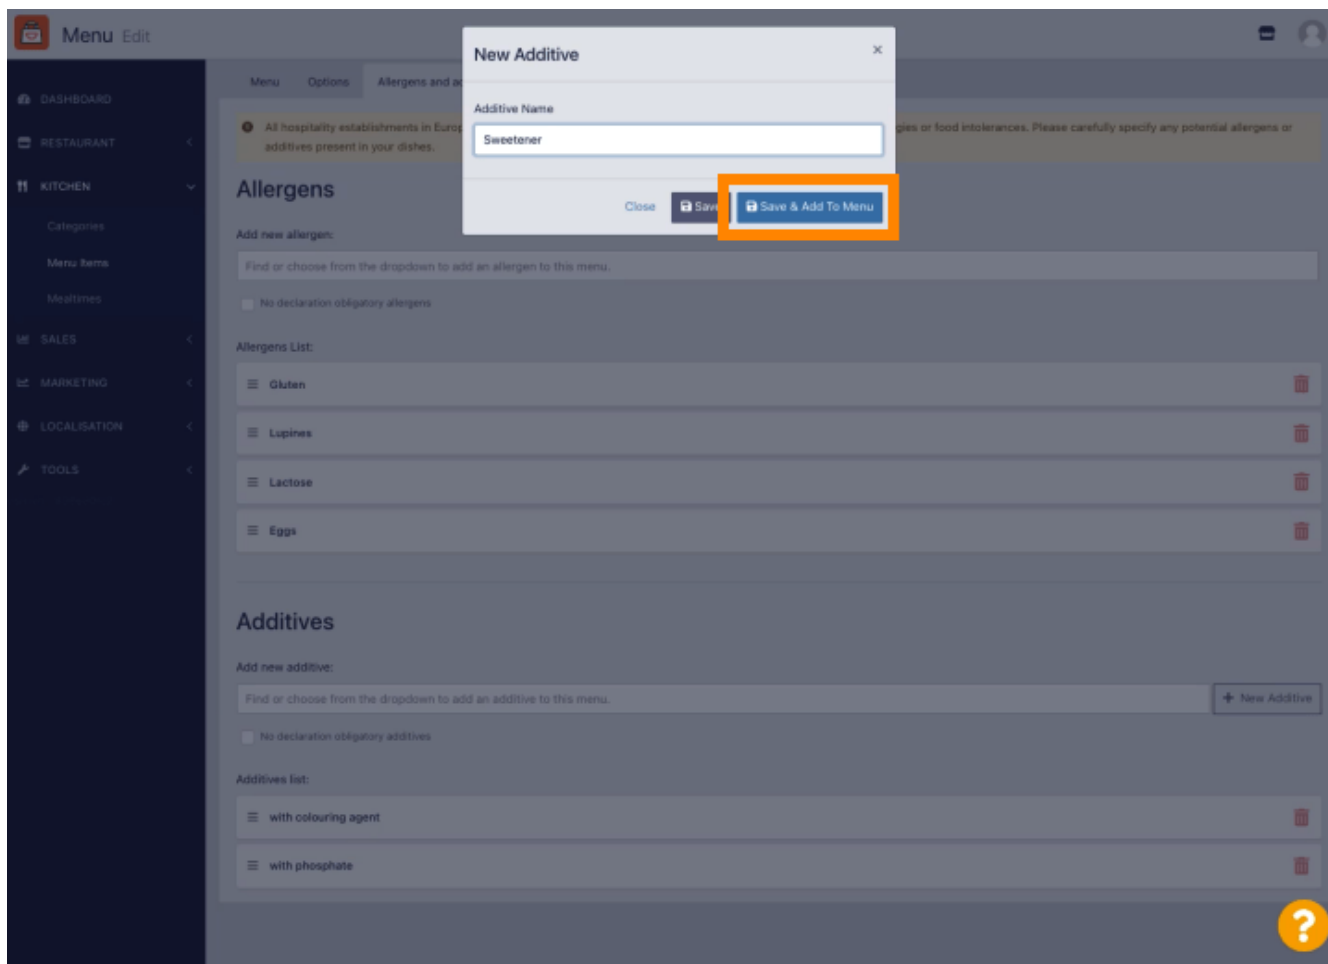 Menu Edit
New Additive
×
DASHBOARD
RESTAURANT
KITCHEN
Categories
Menu Items
Mealtimes
SALES
MARKETING
LOCALISATION
TOOLS
Menu Options Allergens and
Additive Name
Sweetener
Close Save Save & Add To Menu
All hospitality establishments in or food intolerances. Please carefully specify any potential allergens or
additives present in your dishes.
Allergens
Add new allergen:
Find or choose from the dropdown to add an allergen to this menu.
No declaration obligatory allergens
Allergens List:
Gluten
Lupines
Lactose
Eggs
Additives
Add new additive:
Find or choose from the dropdown to add an additive to this menu.
+ New Additive
No declaration obligatory additives
Additives list:
with colouring agent
with phosphate
?